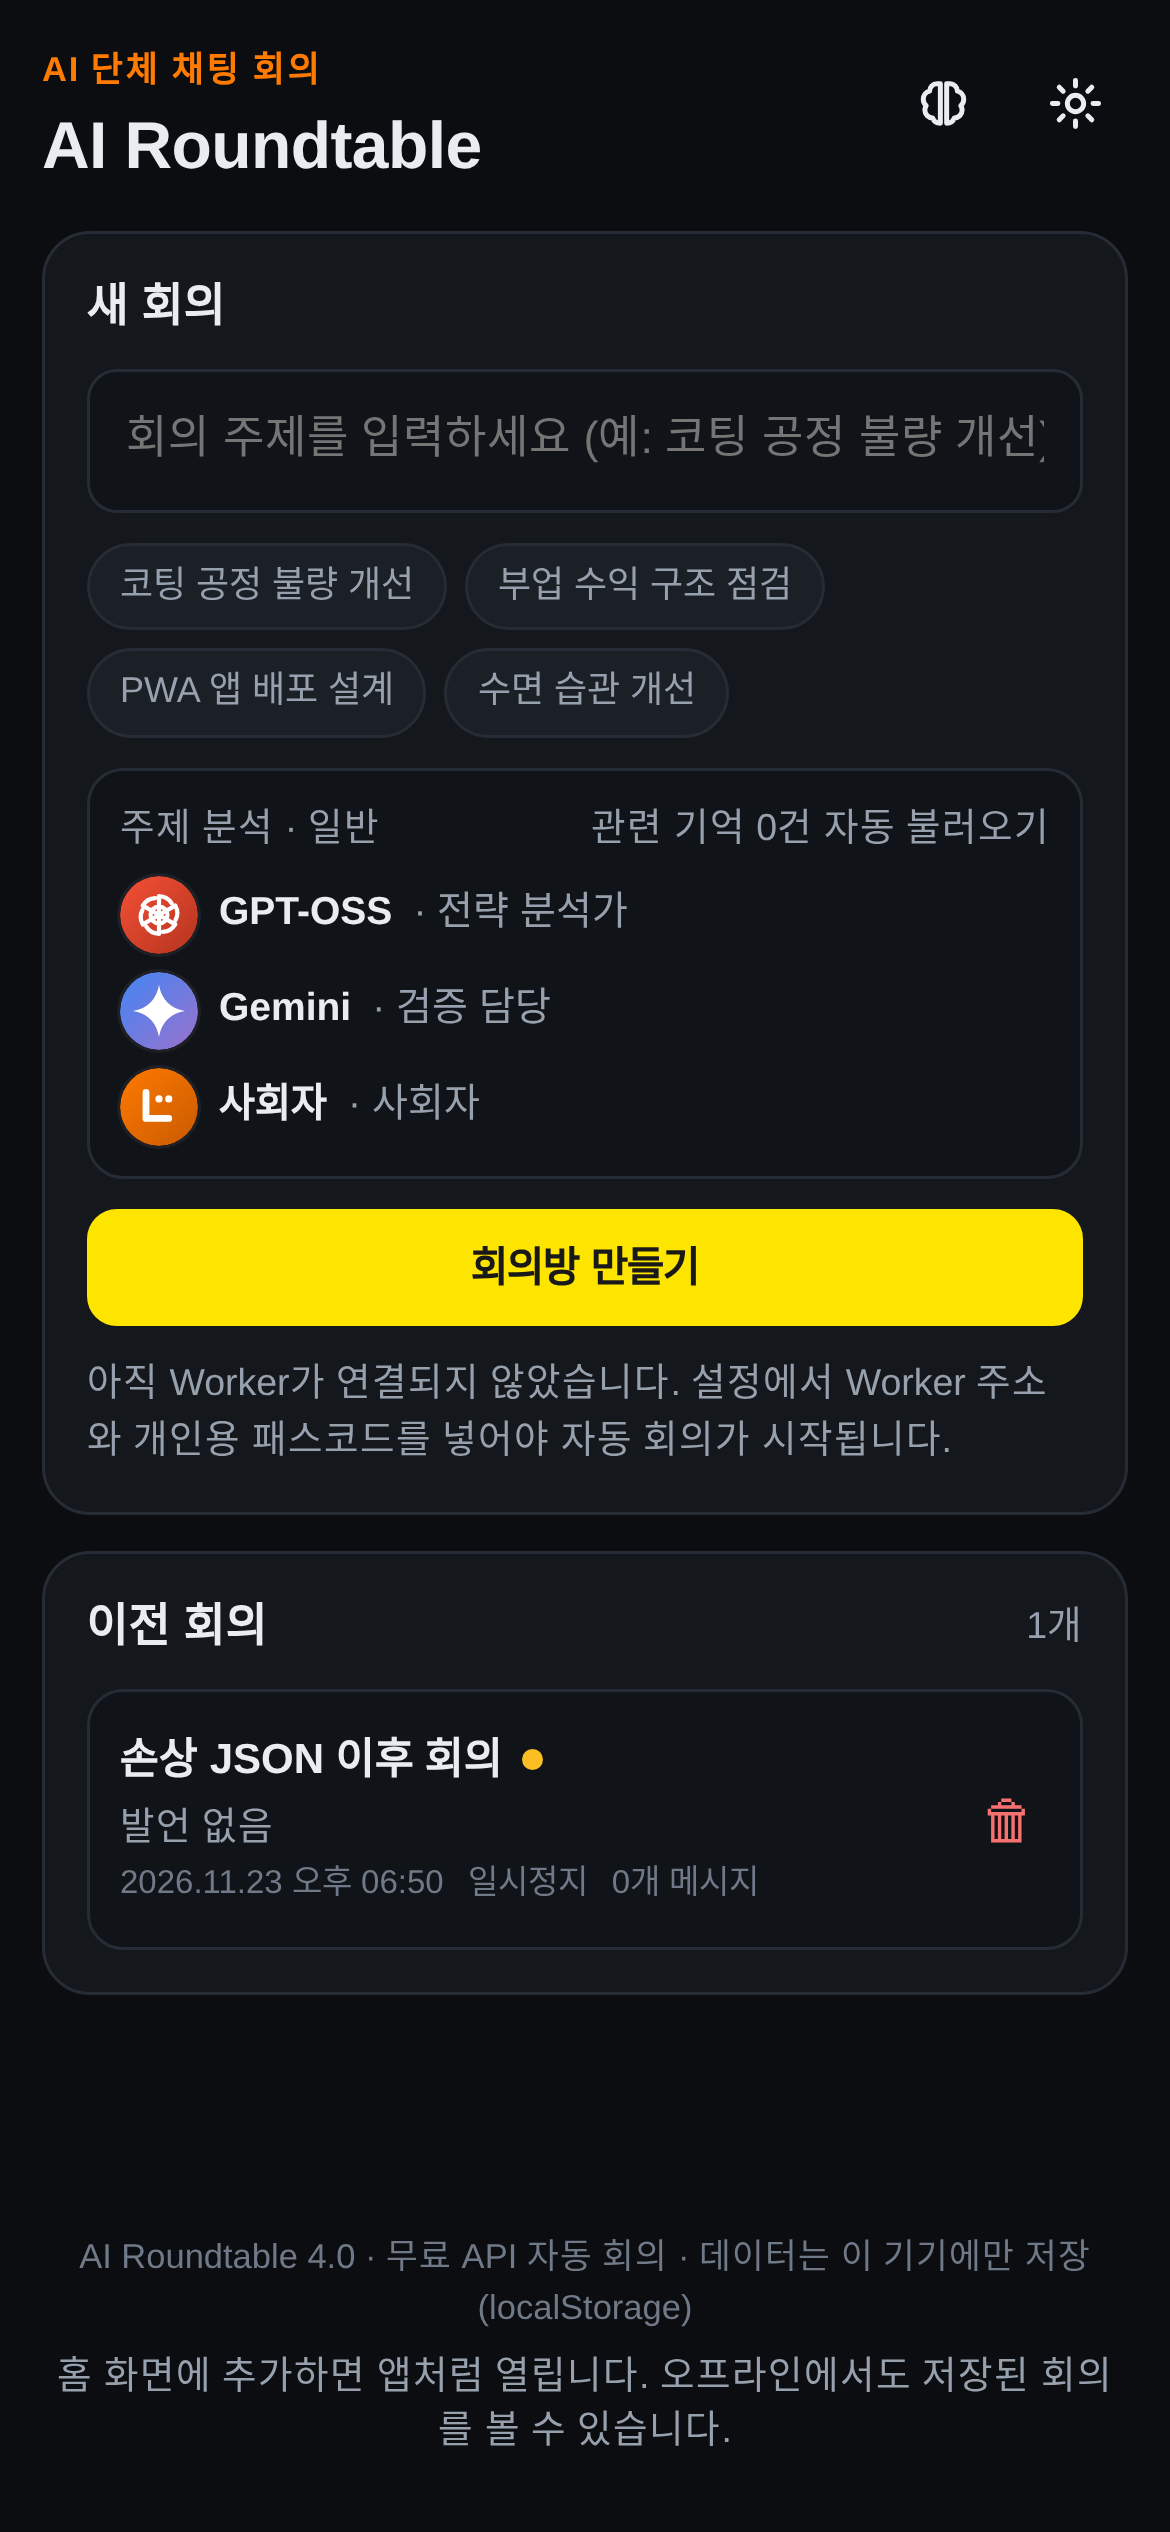 AI 단체 채팅 회의
AI Roundtable
새 회의
회의 주제를 입력하세요 (예: 코팅 공정 불량 개선)
코팅 공정 불량 개선
부업 수익 구조 점검
PWA 앱 배포 설계
수면 습관 개선
주제 분석 · 일반
관련 기억 0건 자동 불러오기
GPT-OSS · 전략 분석가
Gemini · 검증 담당
사회자 · 사회자
회의방 만들기
아직 Worker가 연결되지 않았습니다. 설정에서 Worker 주소
와 개인용 패스코드를 넣어야 자동 회의가 시작됩니다.
이전 회의
1개
손상 JSON 이후 회의
발언 없음
2026.11.23 오후 06:50 일시정지 0개 메시지
AI Roundtable 4.0 · 무료 API 자동 회의 · 데이터는 이 기기에만 저장
(localStorage)
홈 화면에 추가하면 앱처럼 열립니다. 오프라인에서도 저장된 회의
를 볼 수 있습니다.